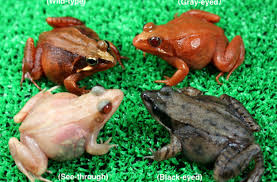 (Wild-type)
(Gray-eyed)
(See-through)
(Black-eyed)